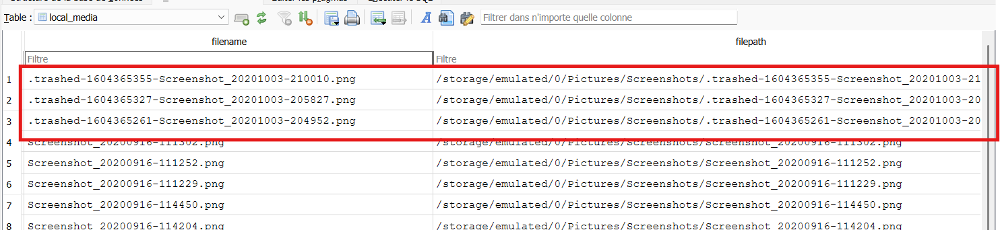 Table : local_media Filtrer dans n'importe quelle colonne
filename filepath
Filtre Filtre
1 .trashed-1604365355-Screenshot_20201003-210010.png /storage/emulated/0/Pictures/Screenshots/.trashed-1604365355-Screenshot_20201003-21
2 .trashed-1604365327-Screenshot_20201003-205827.png /storage/emulated/0/Pictures/Screenshots/.trashed-1604365327-Screenshot_20201003-20
3 .trashed-1604365261-Screenshot_20201003-204952.png /storage/emulated/0/Pictures/Screenshots/.trashed-1604365261-Screenshot_20201003-20
4 Screenshot_20200916-111302.png /storage/emulated/0/Pictures/Screenshots/Screenshot_20200916-111302.png
5 Screenshot_20200916-111252.png /storage/emulated/0/Pictures/Screenshots/Screenshot_20200916-111252.png
6 Screenshot_20200916-111229.png /storage/emulated/0/Pictures/Screenshots/Screenshot_20200916-111229.png
7 Screenshot_20200916-114450.png /storage/emulated/0/Pictures/Screenshots/Screenshot_20200916-114450.png
8 Screenshot_20200916-114204.png /storage/emulated/0/Pictures/Screenshots/Screenshot_20200916-114204.png